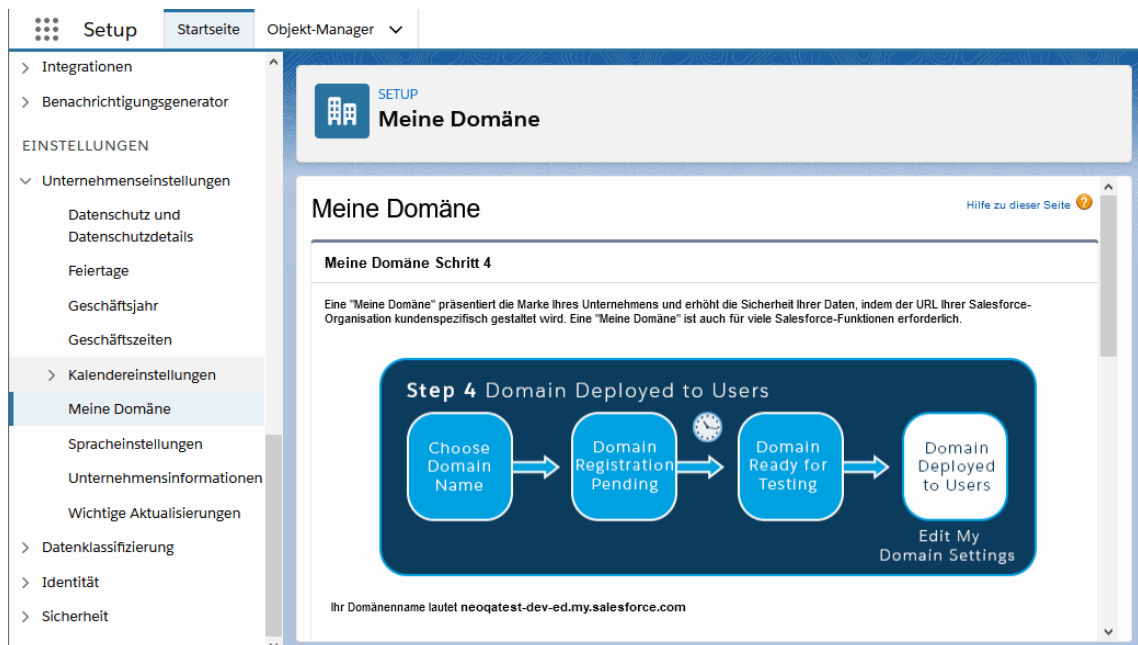 Setup
Startseite
Objekt-Manager
Integrationen
Benachrichtigungsgenerator
EINSTELLUNGEN
Unternehmenseinstellungen
Datenschutz und
Datenschutzdetails
Feiertage
Geschäftsjahr
Geschäftszeiten
Kalendereinstellungen
Meine Domäne
Spracheinstellungen
Unternehmensinformationen
Wichtige Aktualisierungen
Datenklassifizierung
Identität
Sicherheit
SETUP
Meine Domäne
Meine Domäne
Hilfe zu dieser Seite ?
Meine Domäne Schritt 4
Eine "Meine Domäne" präsentiert die Marke Ihres Unternehmens und erhöht die Sicherheit Ihrer Daten, indem der URL Ihrer Salesforce-
Organisation kundenspezifisch gestaltet wird. Eine "Meine Domäne" ist auch für viele Salesforce-Funktionen erforderlich.
Step 4 Domain Deployed to Users
Choose
Domain
Name
Domain
Registration
Pending
Domain
Ready for
Testing
Domain
Deployed
to Users
Edit My
Domain Settings
Ihr Domänenname lautet neoqatest-dev-ed.my.salesforce.com